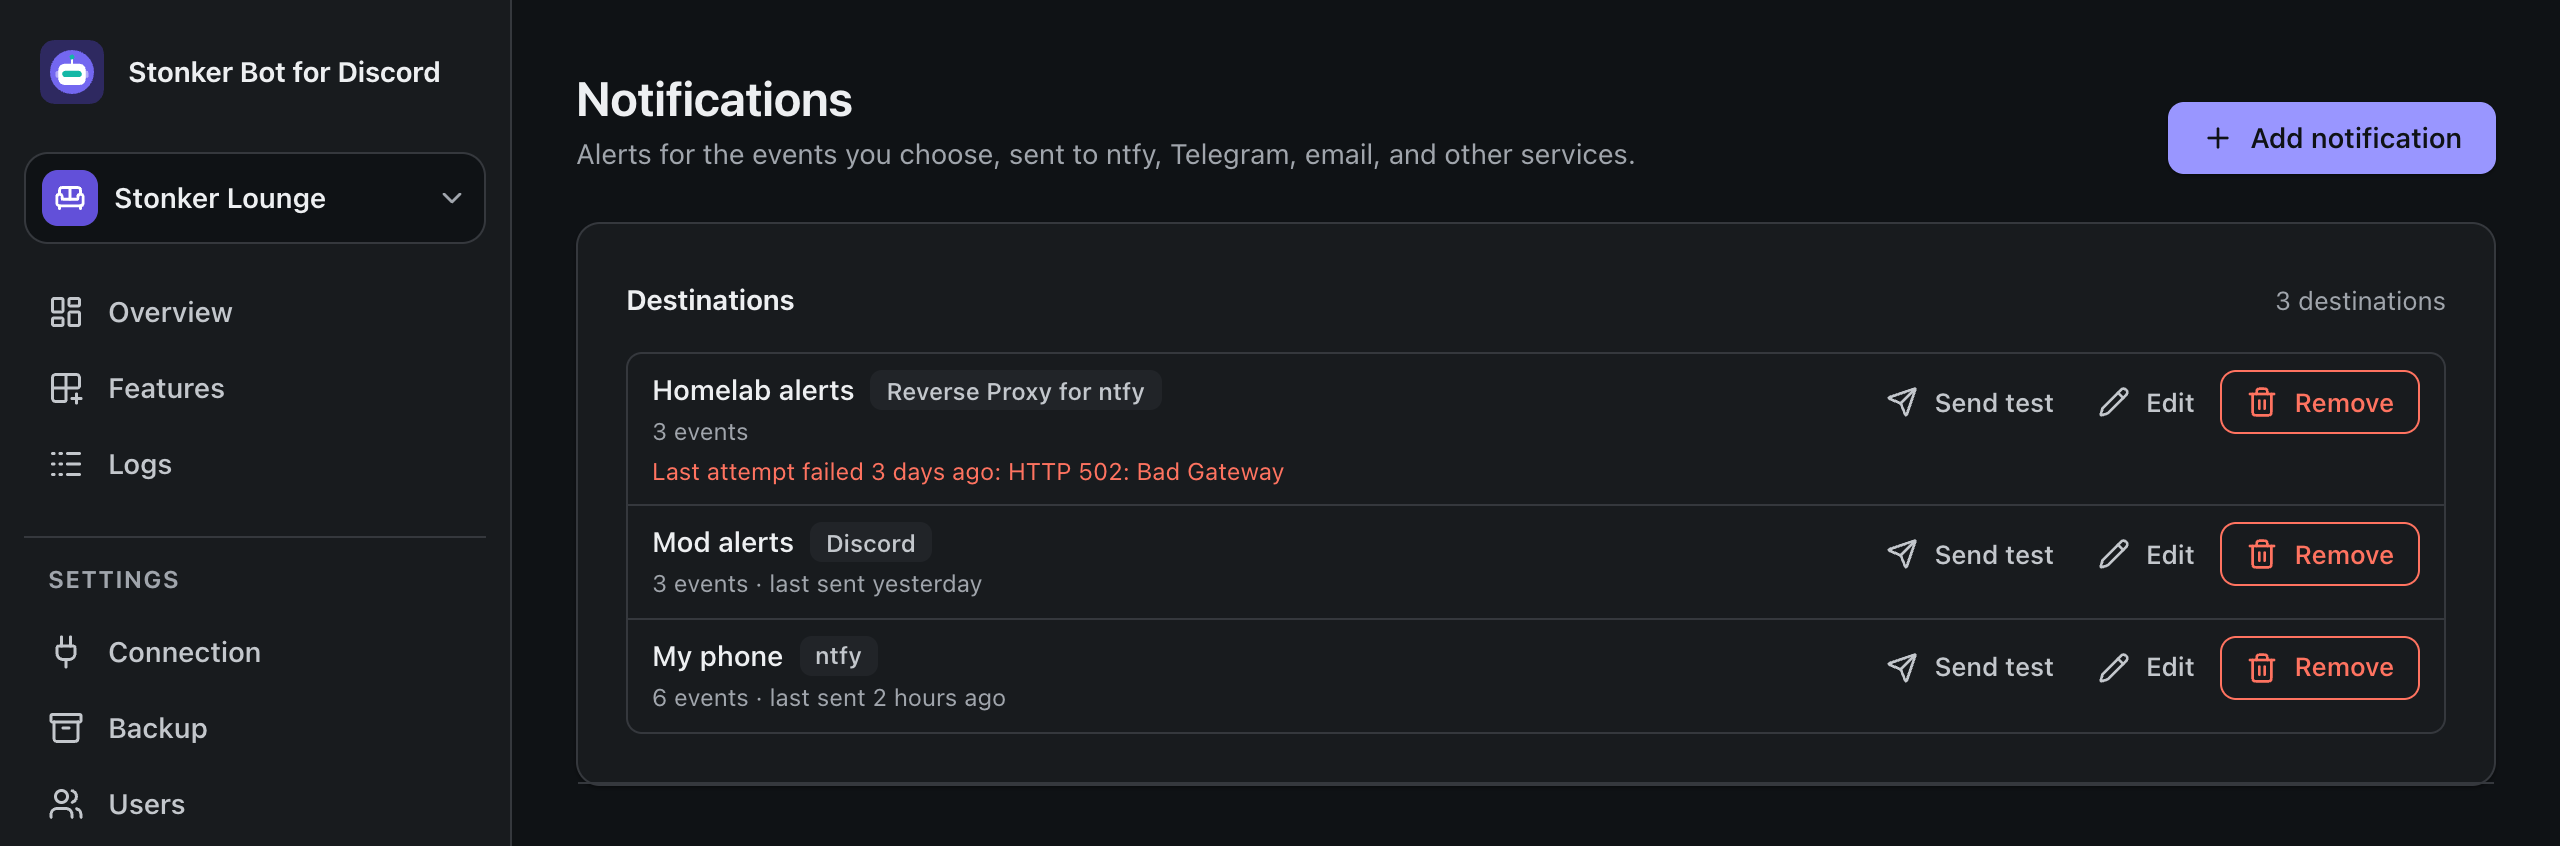 Stonker Bot for Discord
Stonker Lounge
Overview
Features
Logs
SETTINGS
Connection
Backup
Users
Notifications
Alerts for the events you choose, sent to ntfy, Telegram, email, and other services.
Add notification
Destinations
3 destinations
Homelab alerts Reverse Proxy for ntfy
3 events
Last attempt failed 3 days ago: HTTP 502: Bad Gateway
Send test Edit Remove
Mod alerts Discord
3 events · last sent yesterday
Send test Edit Remove
My phone ntfy
6 events · last sent 2 hours ago
Send test Edit Remove